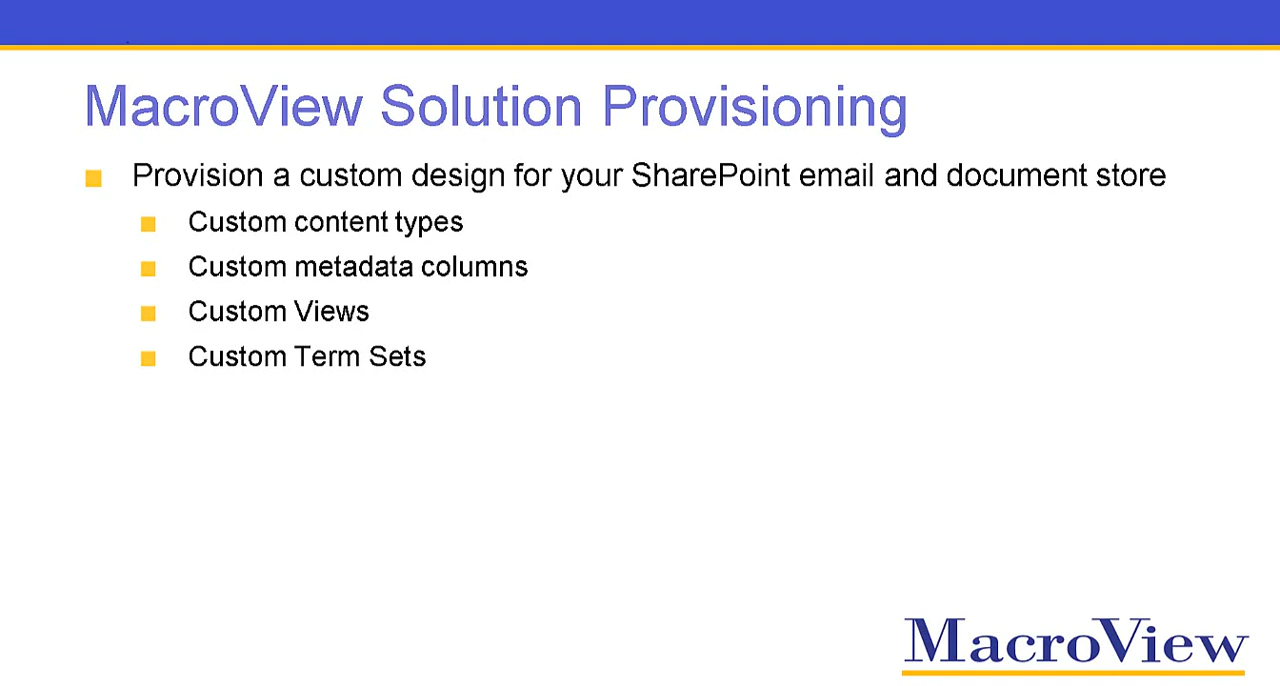 MacroView Solution Provisioning
Provision a custom design for your SharePoint email and document store
Custom content types
Custom metadata columns
Custom Views
Custom Term Sets
MacroView